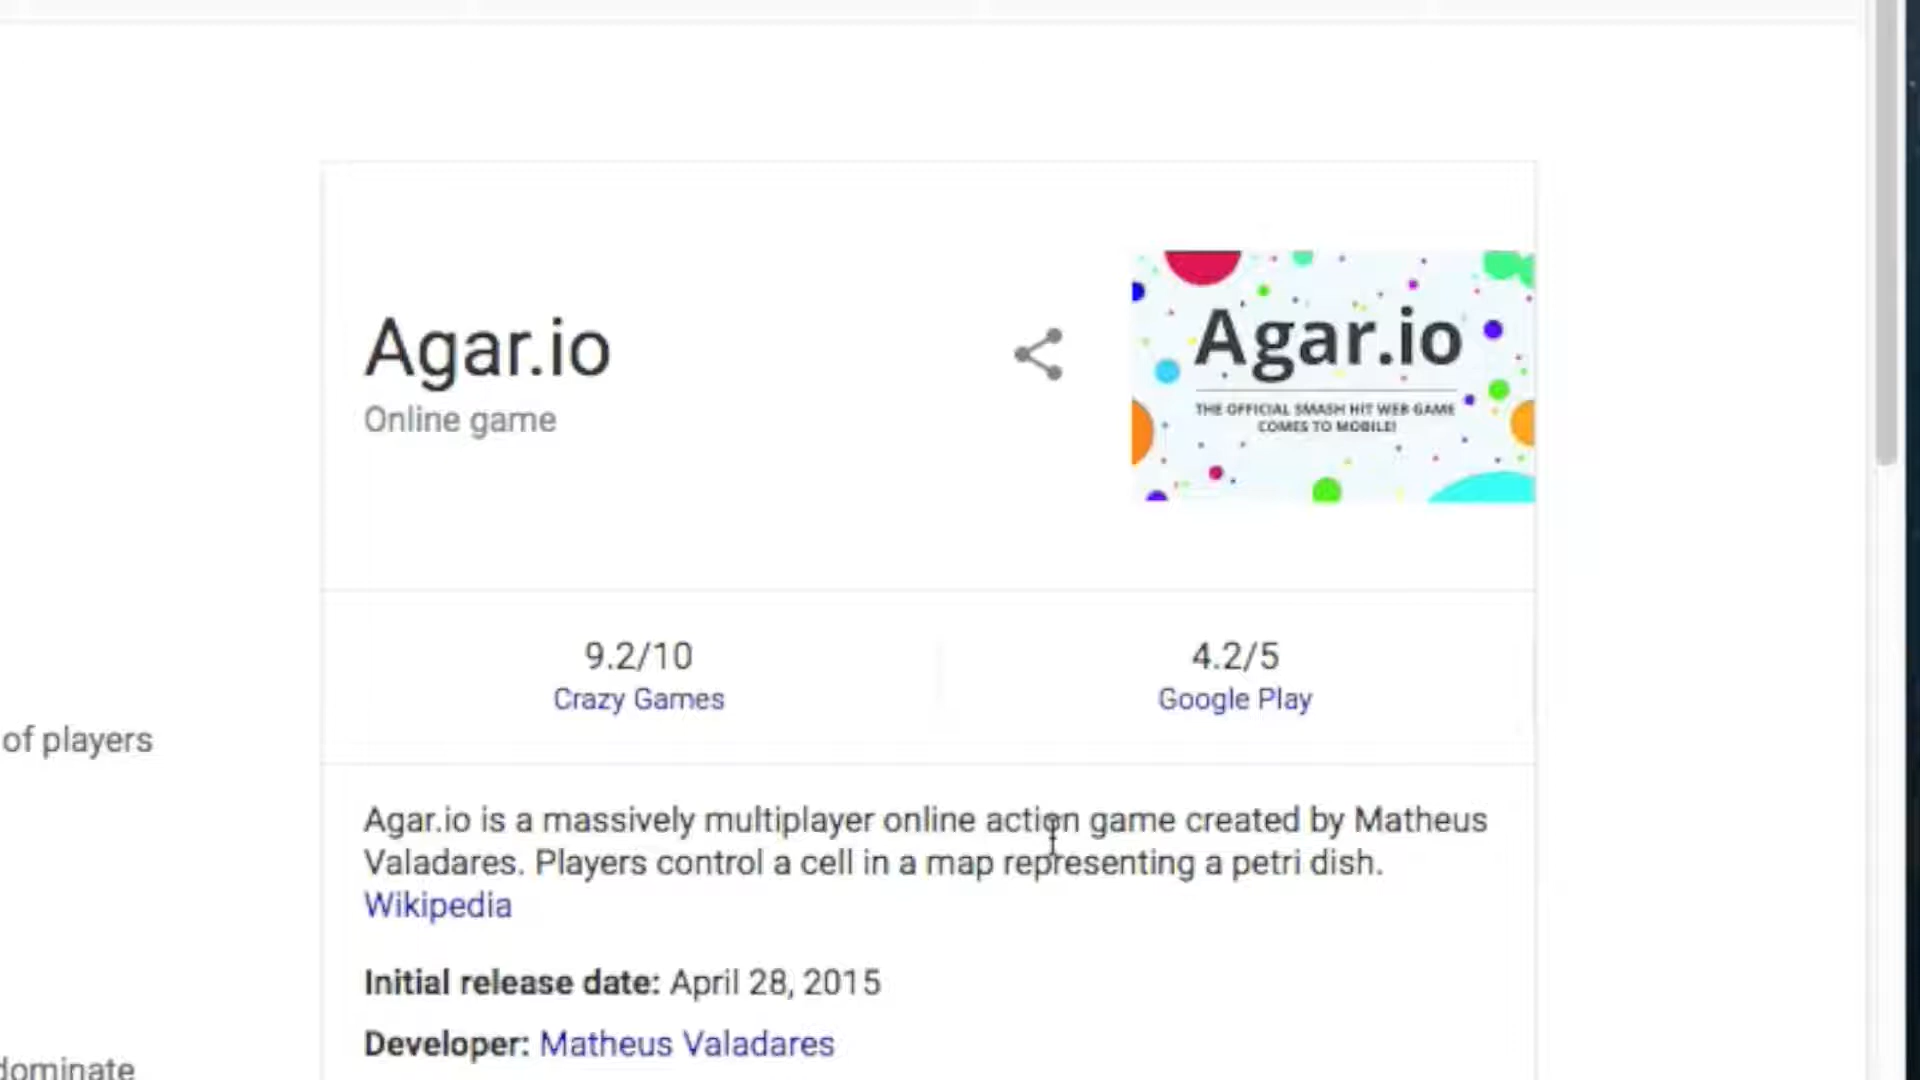 Agar.io
Online game
Agar.io
THE OFFICIAL SMASH HIT WEB GAME
COMES TO MOBILE!
9.2/10
Crazy Games
4.2/5
Google Play
of players
Agar.io is a massively multiplayer online action game created by Matheus
Valadares. Players control a cell in a map representing a petri dish.
Wikipedia
Initial release date: April 28, 2015
Developer: Matheus Valadares
dominate